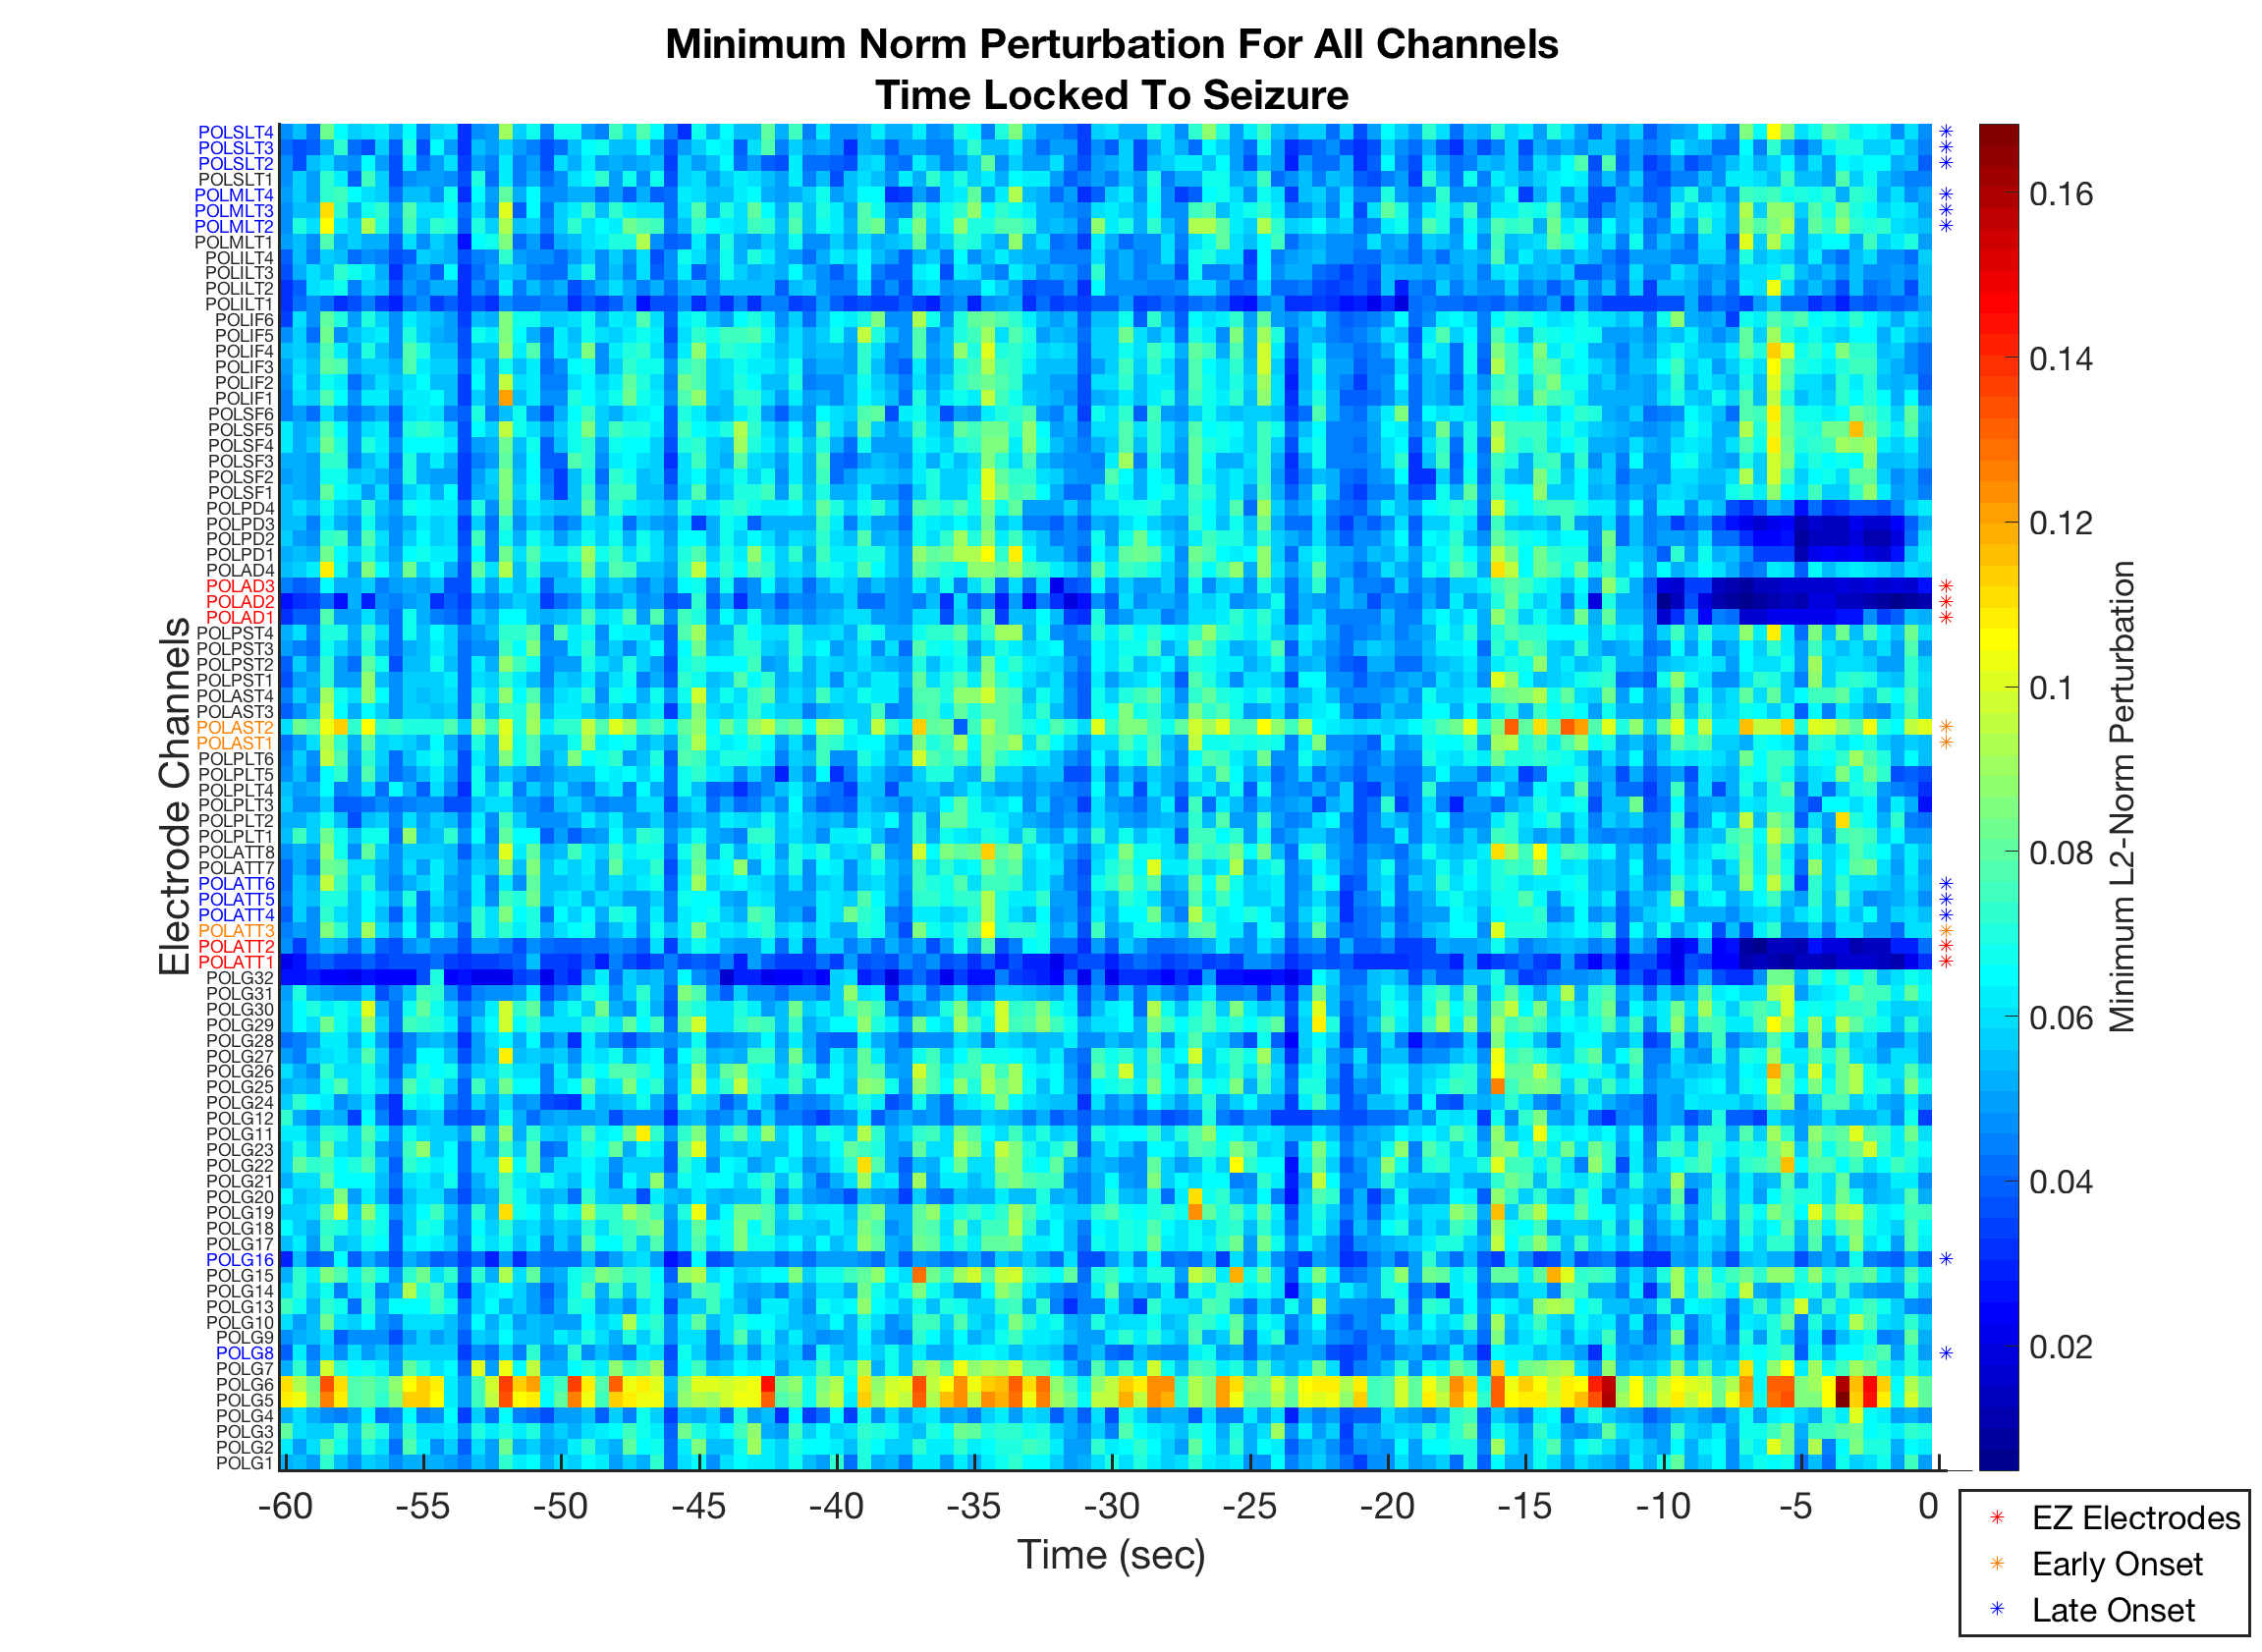 Minimum Norm Perturbation For All Channels
Time Locked To Seizure
POLSLT4
POLSLT3
POLSLT2
POLSLT1
POLMLT4
POLMLT3
POLMLT2
POLMLT1
POLILT4
POLILT3
POLILT2
POLILT1
POLIF6
POLIF5
POLIF4
POLIF3
POLIF2
POLIF1
POLSF6
POLSF5
POLSF4
POLSF3
POLSF2
POLSF1
POLPD4
POLPD3
POLPD2
POLPD1
POLAD4
POLAD3
POLAD2
POLAD1
POLPST4
POLPST3
POLPST2
POLPST1
POLAST4
POLAST3
POLAST2
POLAST1
POLPLT6
POLPLT5
POLPLT4
POLPLT3
POLPLT2
POLPLT1
POLATT8
POLATT7
POLATT6
POLATT5
POLATT4
POLATT3
POLATT2
POLATT1
POLG32
POLG31
POLG30
POLG29
POLG28
POLG27
POLG26
POLG25
POLG24
POLG12
POLG11
POLG23
POLG22
POLG21
POLG20
POLG19
POLG18
POLG17
POLG16
POLG15
POLG14
POLG13
POLG10
POLG9
POLG8
POLG7
POLG6
POLG5
POLG4
POLG3
POLG2
POLG1
Electrode Channels
-60 -55 -50 -45 -40 -35 -30 -25 -20 -15 -10 -5 0
Time (sec)
0.16
0.14
0.12
0.1
0.08
0.06
0.04
0.02
Minimum L2-Norm Perturbation
EZ Electrodes
Early Onset
Late Onset